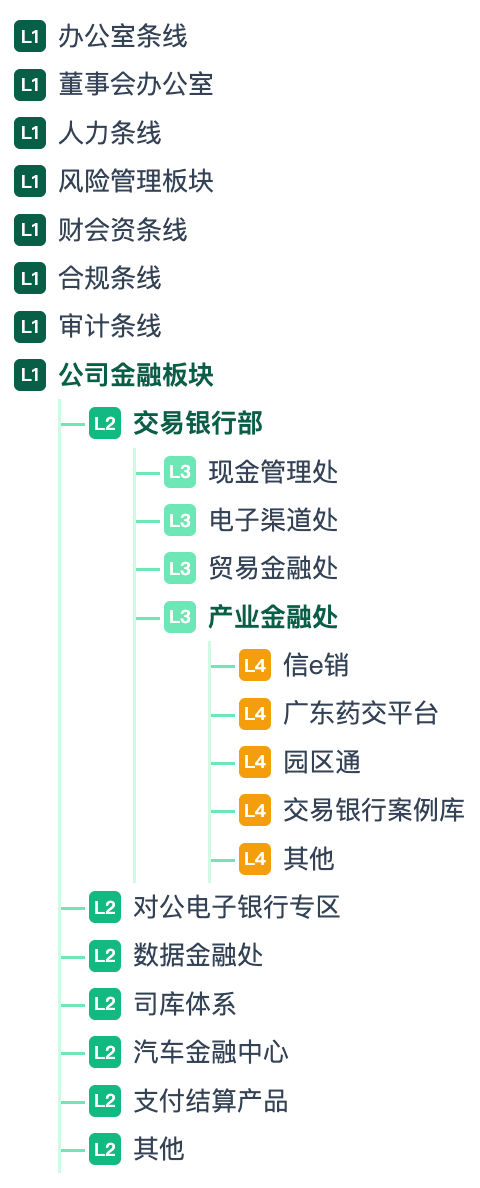 L1 办公室条线
L1 董事会办公室
L1 人力条线
L1 风险管理板块
L1 财会资条线
L1 合规条线
L1 审计条线
L1 公司金融板块
L2 交易银行部
L3 现金管理处
L3 电子渠道处
L3 贸易金融处
L3 产业金融处
L4 信e销
L4 广东药交平台
L4 园区通
L4 交易银行案例库
L4 其他
L2 对公电子银行专区
L2 数据金融处
L2 司库体系
L2 汽车金融中心
L2 支付结算产品
L2 其他